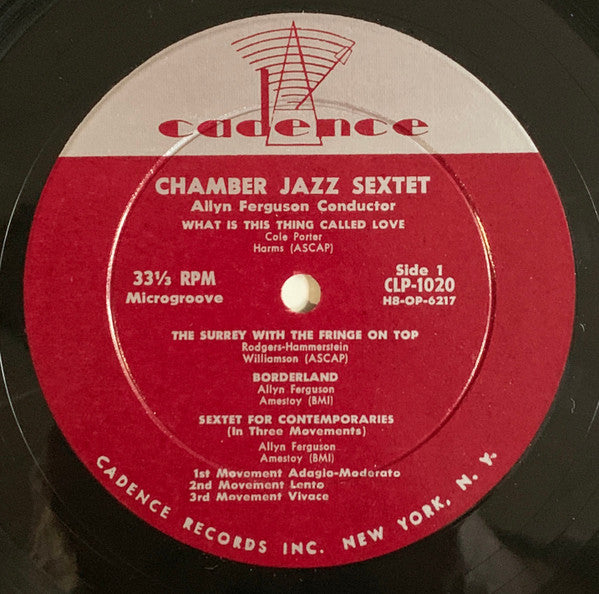 cadence
CHAMBER JAZZ SEXTET
Allyn Ferguson Conductor
WHAT IS THIS THING CALLED LOVE
Cole Porter
Harms (ASCAP)
33⅓ RPM
Microgroove
Side 1
CLP-1020
H8-OP-6217
THE SURREY WITH THE FRINGE ON TOP
Rodgers-Hammerstein
Williamson (ASCAP)
BORDERLAND
Allyn Ferguson
Amestoy (BMI)
SEXTET FOR CONTEMPORARIES
(In Three Movements)
Allyn Ferguson
Amestoy (BMI)
1st Movement Adagio-Moderato
2nd Movement Lento
3rd Movement Vivace
CADENCE RECORDS INC. NEW YORK, N. Y.